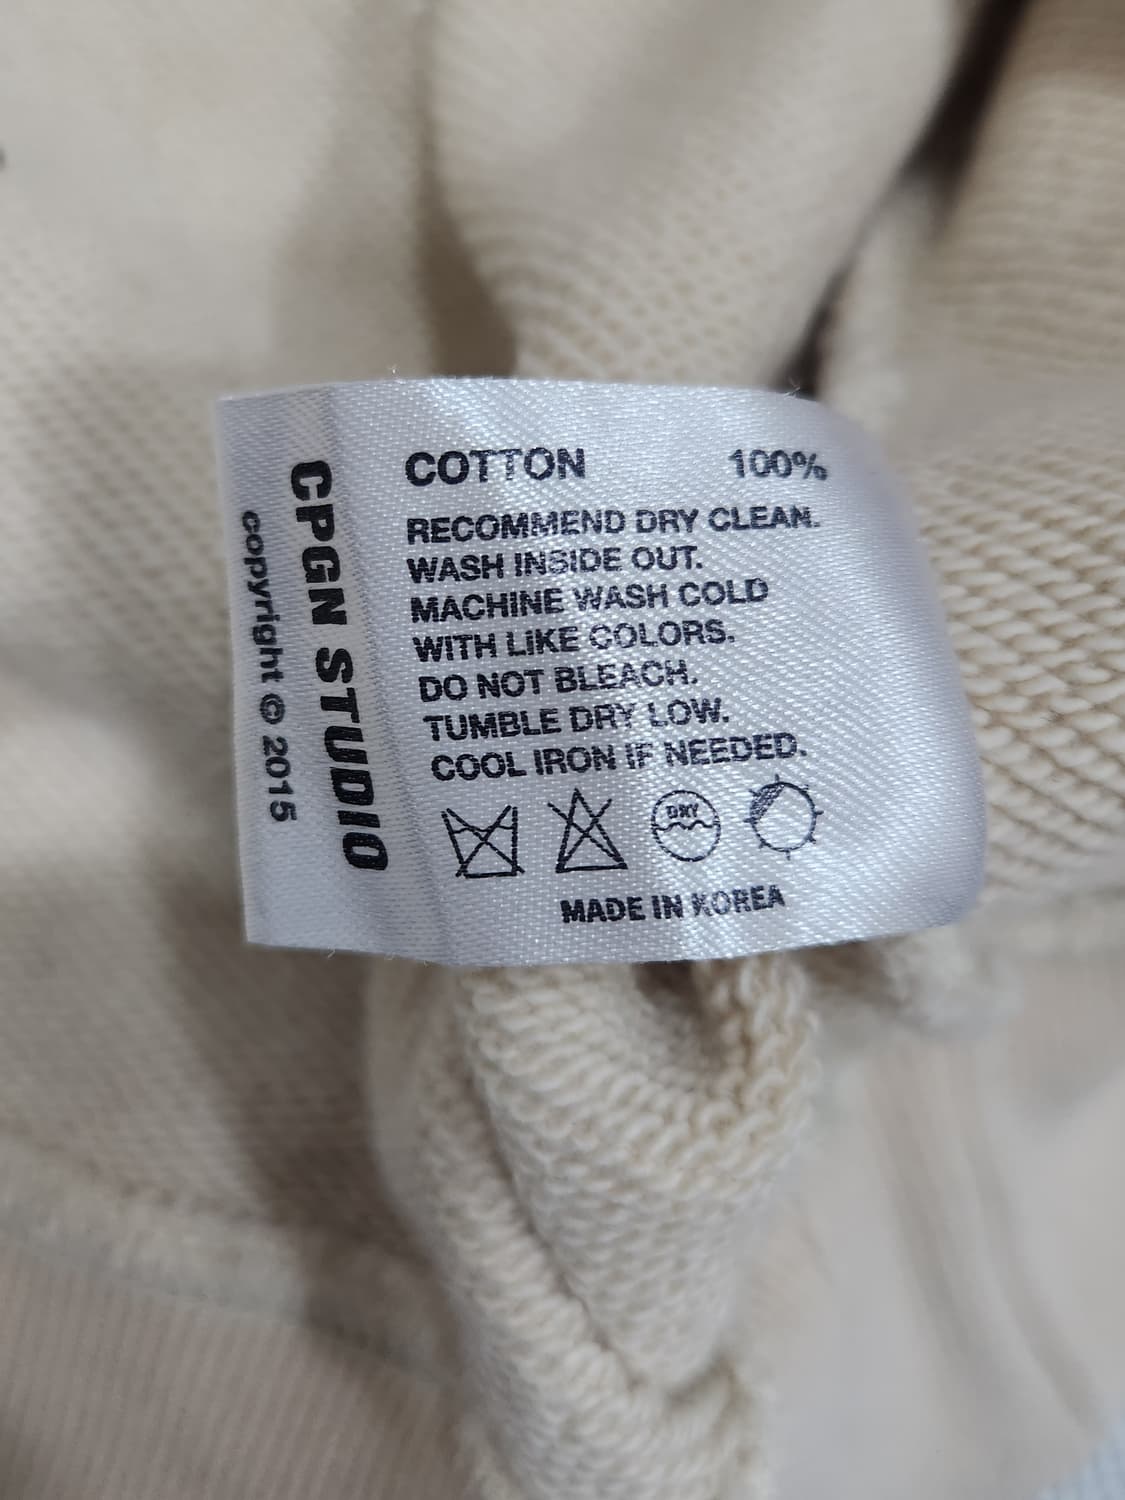 COTTON 100%
RECOMMEND DRY CLEAN.
WASH INSIDE OUT.
MACHINE WASH COLD
WITH LIKE COLORS.
DO NOT BLEACH.
TUMBLE DRY LOW.
COOL IRON IF NEEDED.
DRY
MADE IN KOREA
CPGN STUDIO
copyright © 2015